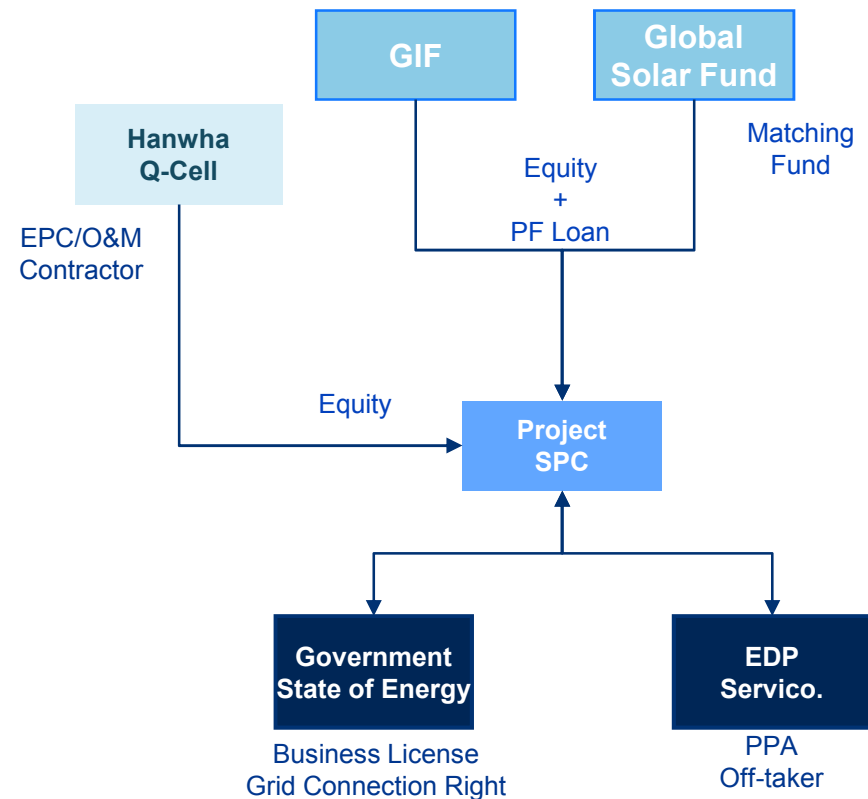 GIF
Global
Solar Fund
Hanwha
Q-Cell
Matching
Fund
Equity
+
PF Loan
EPC/O&M
Contractor
Equity
Project
SPC
Government
State of Energy
EDP
Servico.
Business License
Grid Connection Right
PPA
Off-taker